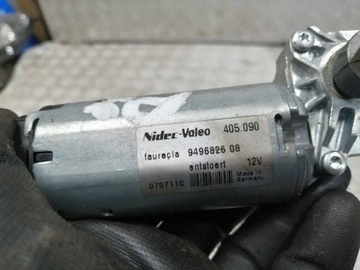 Nidec-Valeo 405.090
faurecia 9496826 08
entstoert 12V
070711C Made in
Germany